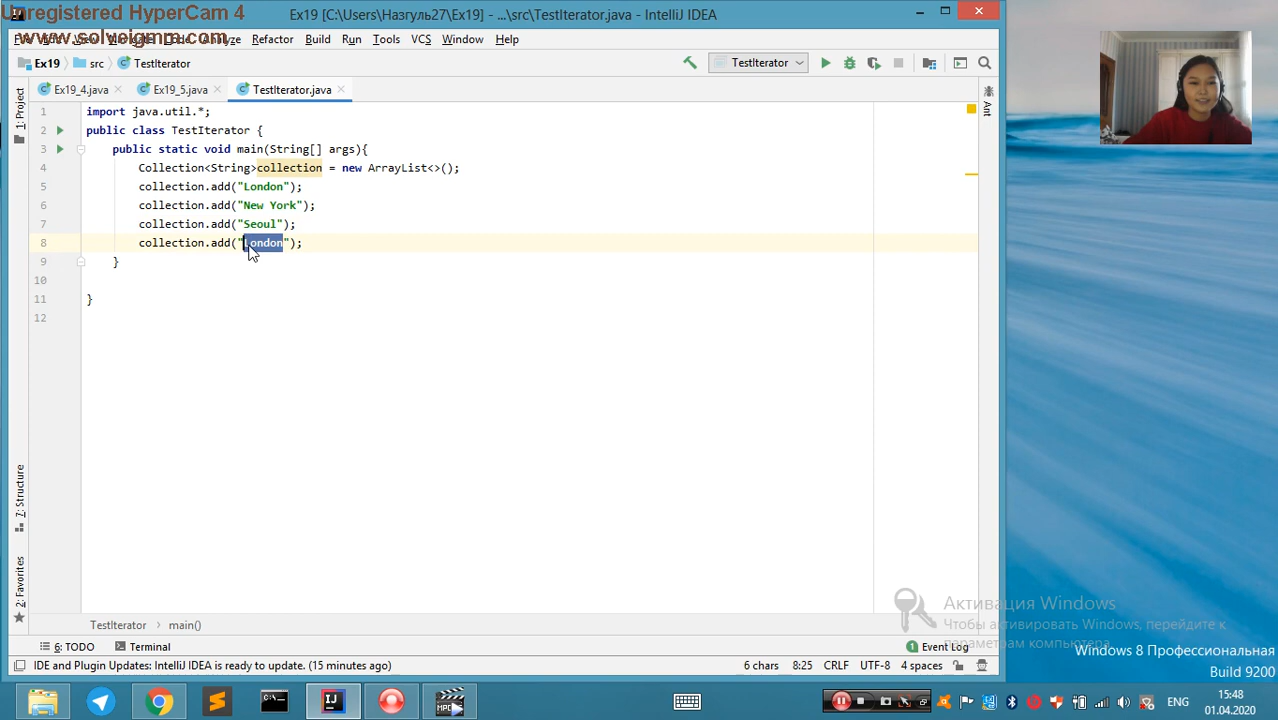 Unregistered HyperCam 4
www.solveigmm.com
Ex19 [C:\Users\Назгуль27\Ex19] - ...\src\TestIterator.java - IntelliJ IDEA
Refactor Build Run Tools VCS Window Help
Ex19 src TestIterator
TestIterator
1: Project
Ex19_4.java
Ex19_5.java
TestIterator.java
Ant
1 import java.util.*;
2 public class TestIterator {
3 public static void main(String[] args){
4 Collection<String>collection = new ArrayList<>();
5 collection.add("London");
6 collection.add("New York");
7 collection.add("Seoul");
8 collection.add("London");
9 }
10
11 }
12
7: Structure
2: Favorites
TestIterator main()
6: TODO Terminal
1 Event Log
IDE and Plugin Updates: IntelliJ IDEA is ready to update. (15 minutes ago)
6 chars 8:25 CRLF UTF-8 4 spaces
Активация Windows
Чтобы активировать Windows, перейдите к
параметрам компьютера.
Windows 8 Профессиональная
Build 9200
ENG
15:48
01.04.2020